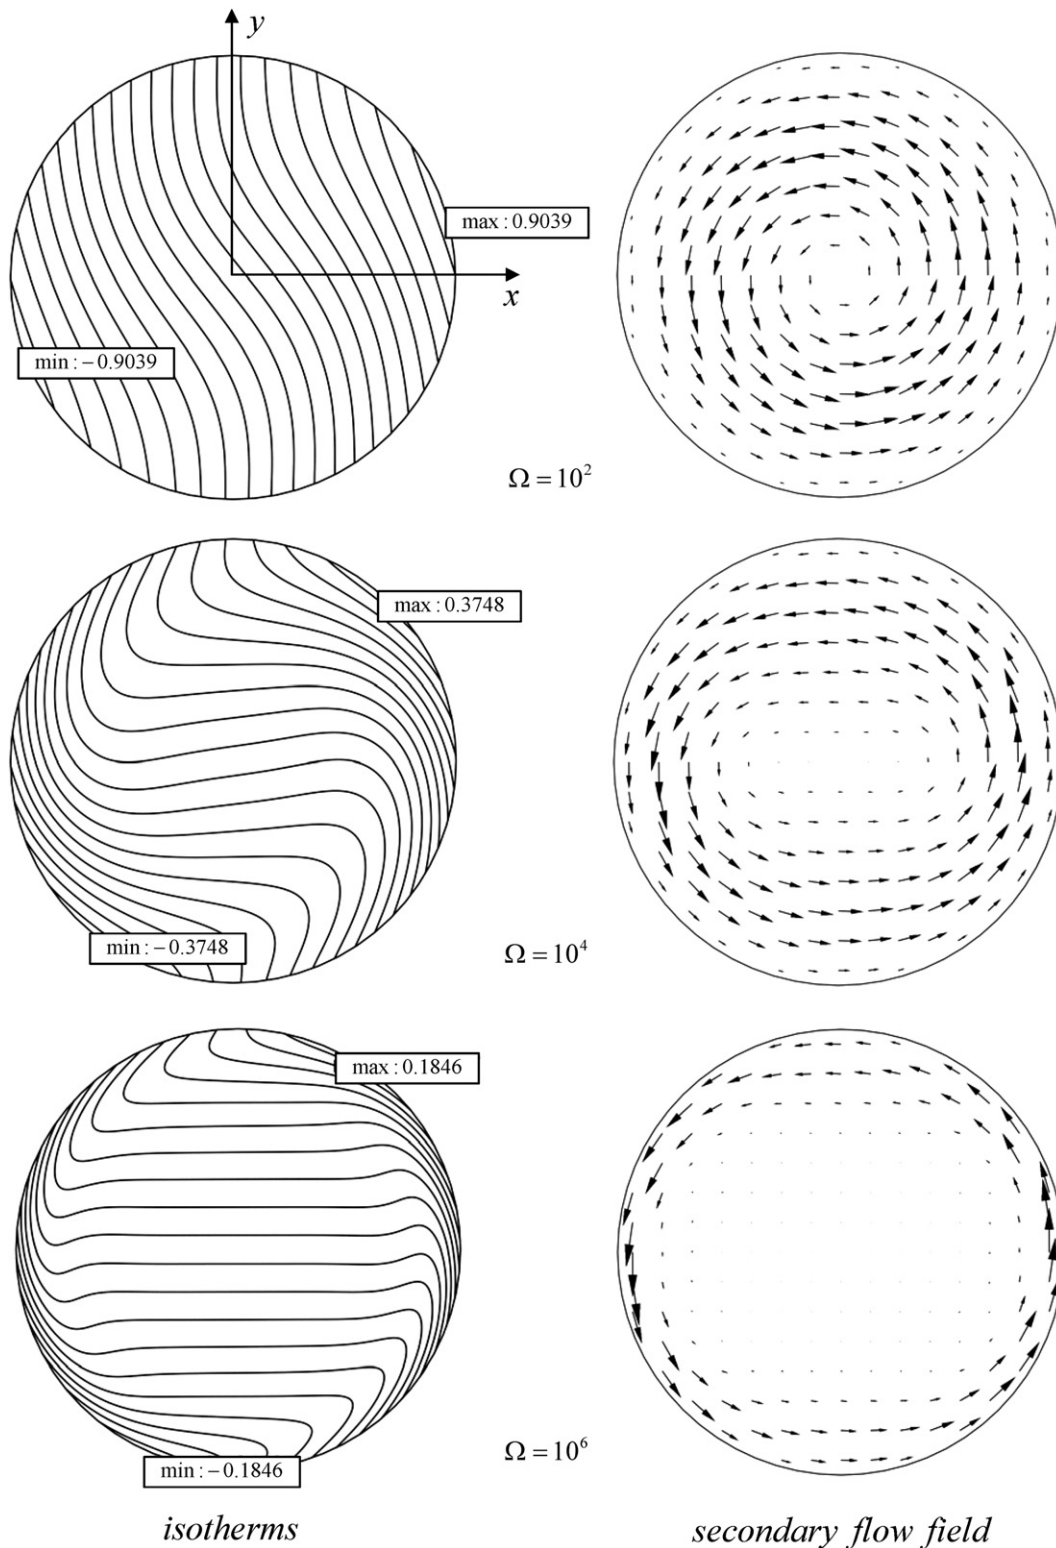 y
max : 0.9039
x
min : − 0.9039
Ω = 10²
max : 0.3748
min : − 0.3748
Ω = 10⁴
max : 0.1846
Ω = 10⁶
min : − 0.1846
isotherms
secondary flow field